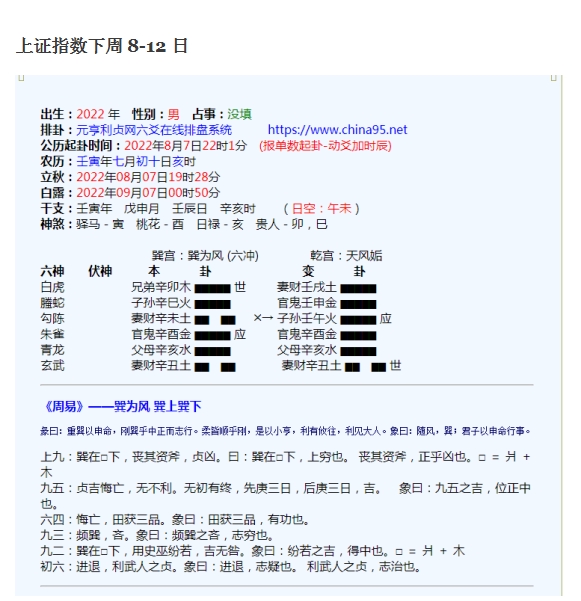 上证指数下周 8-12 日
出生：2022 年 性别：男 占事：没填
排卦：元亨利贞网六爻在线排盘系统 https://www.china95.net
公历起卦时间：2022年8月7日22时1分 (报单数起卦-动爻加时辰)
农历：壬寅年七月初十日亥时
立秋：2022年08月07日19时28分
白露：2022年09月07日00时50分
干支：壬寅年 戊申月 壬辰日 辛亥时 （日空：午未）
神煞：驿马－寅 桃花－酉 日禄－亥 贵人－卯，巳
巽宫：巽为风 (六冲) 乾宫：天风姤
六神 伏神 本 卦 变 卦
白虎 兄弟辛卯木 世 妻财壬戌土
螣蛇 子孙辛巳火 官鬼壬申金
勾陈 妻财辛未土 ×→ 子孙壬午火 应
朱雀 官鬼辛酉金 应 官鬼辛酉金
青龙 父母辛亥水 父母辛亥水
玄武 妻财辛丑土 妻财辛丑土 世
《周易》——巽为风 巽上巽下
彖曰：重巽以申命，刚巽乎中正而志行。柔皆顺乎刚，是以小亨，利有攸往，利见大人。象曰：随风，巽；君子以申命行事。
上九：巽在□下，丧其资斧，贞凶。曰：巽在□下，上穷也。 丧其资斧，正乎凶也。□ ＝ 爿 +
木
九五：贞吉悔亡，无不利。无初有终，先庚三日，后庚三日，吉。 象曰：九五之吉，位正中
也。
六四：悔亡，田获三品。象曰：田获三品，有功也。
九三：频巽，吝。象曰：频巽之吝，志穷也。
九二：巽在□下，用史巫纷若，吉无咎。象曰：纷若之吉，得中也。□ ＝ 爿 + 木
初六：进退，利武人之贞。象曰：进退，志疑也。 利武人之贞，志治也。